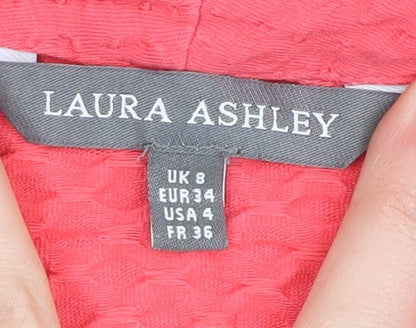 LAURA ASHLEY
UK 8
EUR 34
USA 4
FR 36